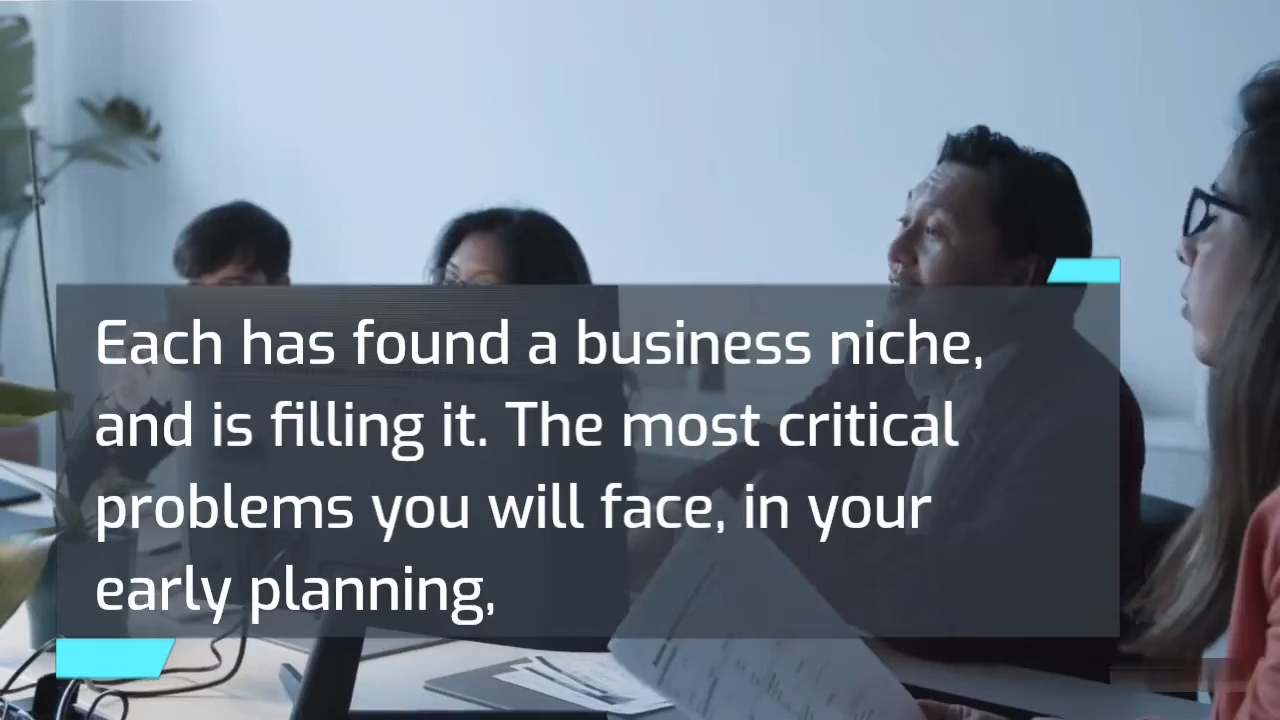 Each has found a business niche,
and is filling it. The most critical
problems you will face, in your
early planning,